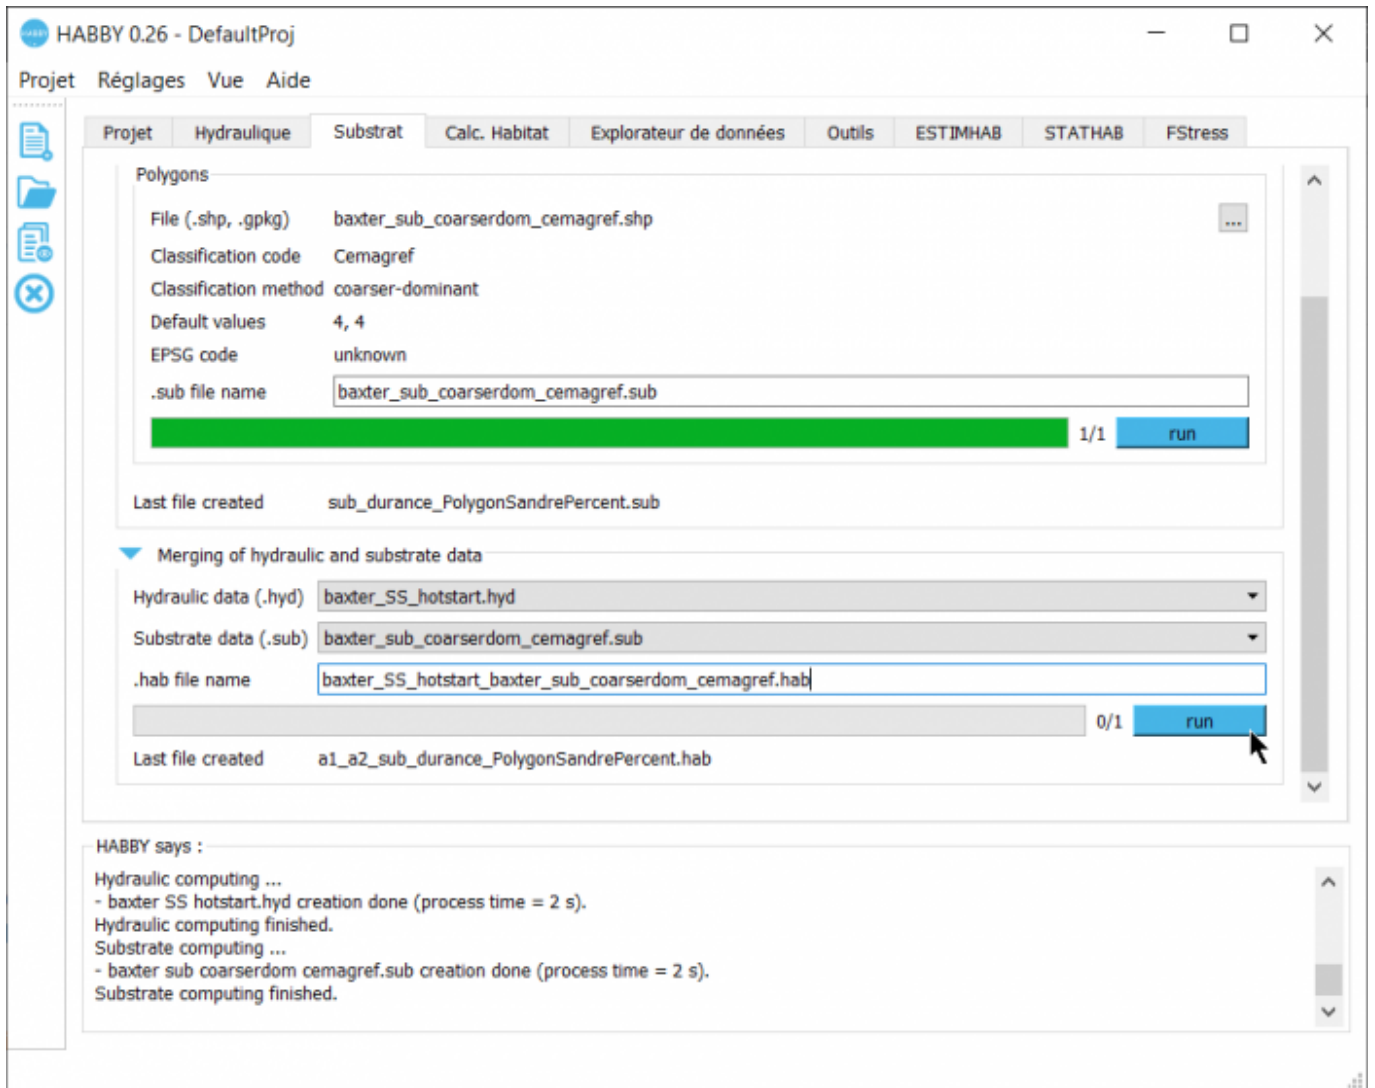 HABBY 0.26 - DefaultProj
Projet Réglages Vue Aide
Projet Hydraulique Substrat Calc. Habitat Explorateur de données Outils ESTIMHAB STATHAB FStress
Polygons
File (.shp, .gpkg) baxter_sub_coarserdom_cemagref.shp ...
Classification code Cemagref
Classification method coarser-dominant
Default values 4, 4
EPSG code unknown
.sub file name baxter_sub_coarserdom_cemagref.sub
1/1 run
Last file created sub_durance_PolygonSandrePercent.sub
Merging of hydraulic and substrate data
Hydraulic data (.hyd) baxter_SS_hotstart.hyd
Substrate data (.sub) baxter_sub_coarserdom_cemagref.sub
.hab file name baxter_SS_hotstart_baxter_sub_coarserdom_cemagref.hab
0/1 run
Last file created a1_a2_sub_durance_PolygonSandrePercent.hab
HABBY says :
Hydraulic computing ...
- baxter SS hotstart.hyd creation done (process time = 2 s).
Hydraulic computing finished.
Substrate computing ...
- baxter sub coarserdom cemagref.sub creation done (process time = 2 s).
Substrate computing finished.